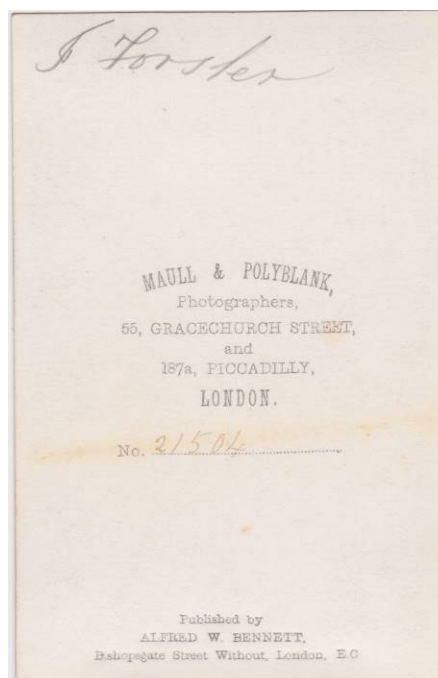 J Forster
MAULL & POLYBLANK,
Photographers,
55, GRACECHURCH STREET,
and
187a, PICCADILLY,
LONDON.
No. 21504
Published by
ALFRED W. BENNETT,
Bishopsgate Street Without, London, E.C